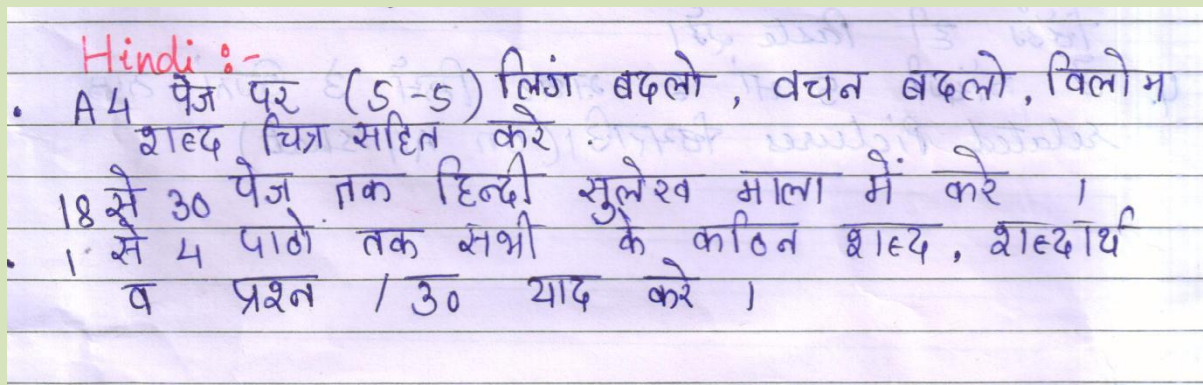 Hindi :-
• A4 पेज पर (5-5) लिंग बदलो, वचन बदलो, विलोम
शब्द चित्र सहित करे.
18 से 30 पेज तक हिन्दी सुलेख माला में करे ।
• 1 से 4 पाठो तक सभी के कठिन शब्द, शब्दार्थ
व प्रश्न / उ० याद करे ।